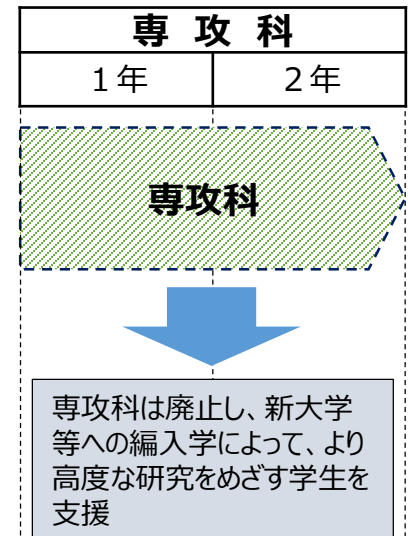 専 攻 科
１年 ２年
専攻科
専攻科は廃止し、新大学
等への編入学によって、より
高度な研究をめざす学生を
支援